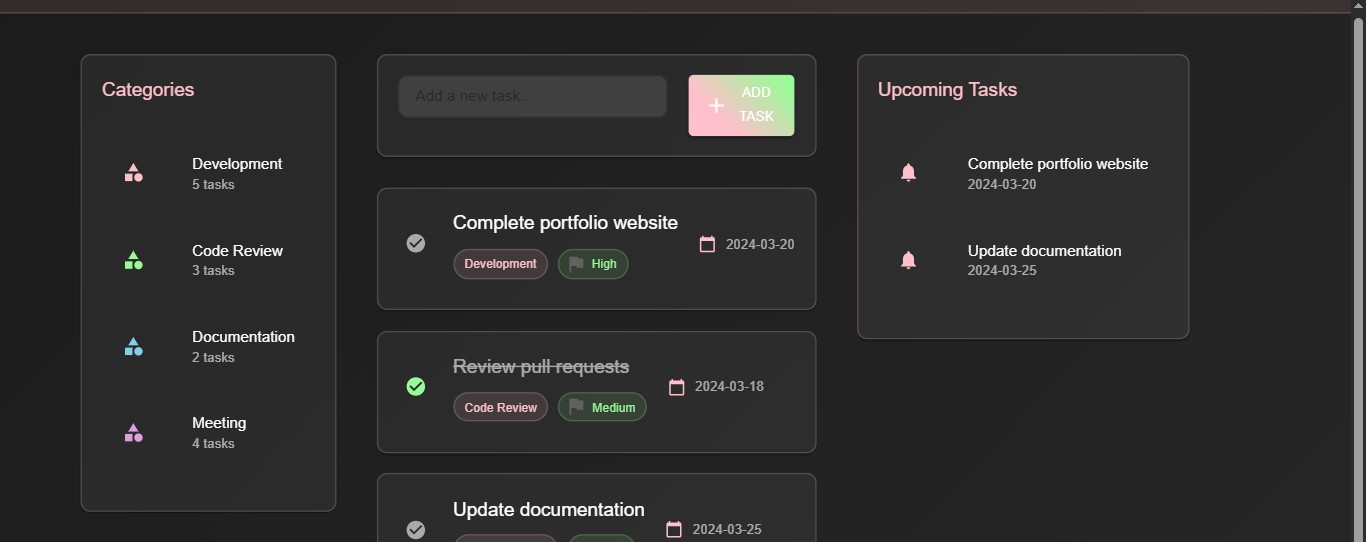 Categories
Development
5 tasks
Code Review
3 tasks
Documentation
2 tasks
Meeting
4 tasks
Add a new task...
ADD
TASK
Complete portfolio website
Development
High
2024-03-20
Review pull requests
Code Review
Medium
2024-03-18
Update documentation
2024-03-25
Upcoming Tasks
Complete portfolio website
2024-03-20
Update documentation
2024-03-25